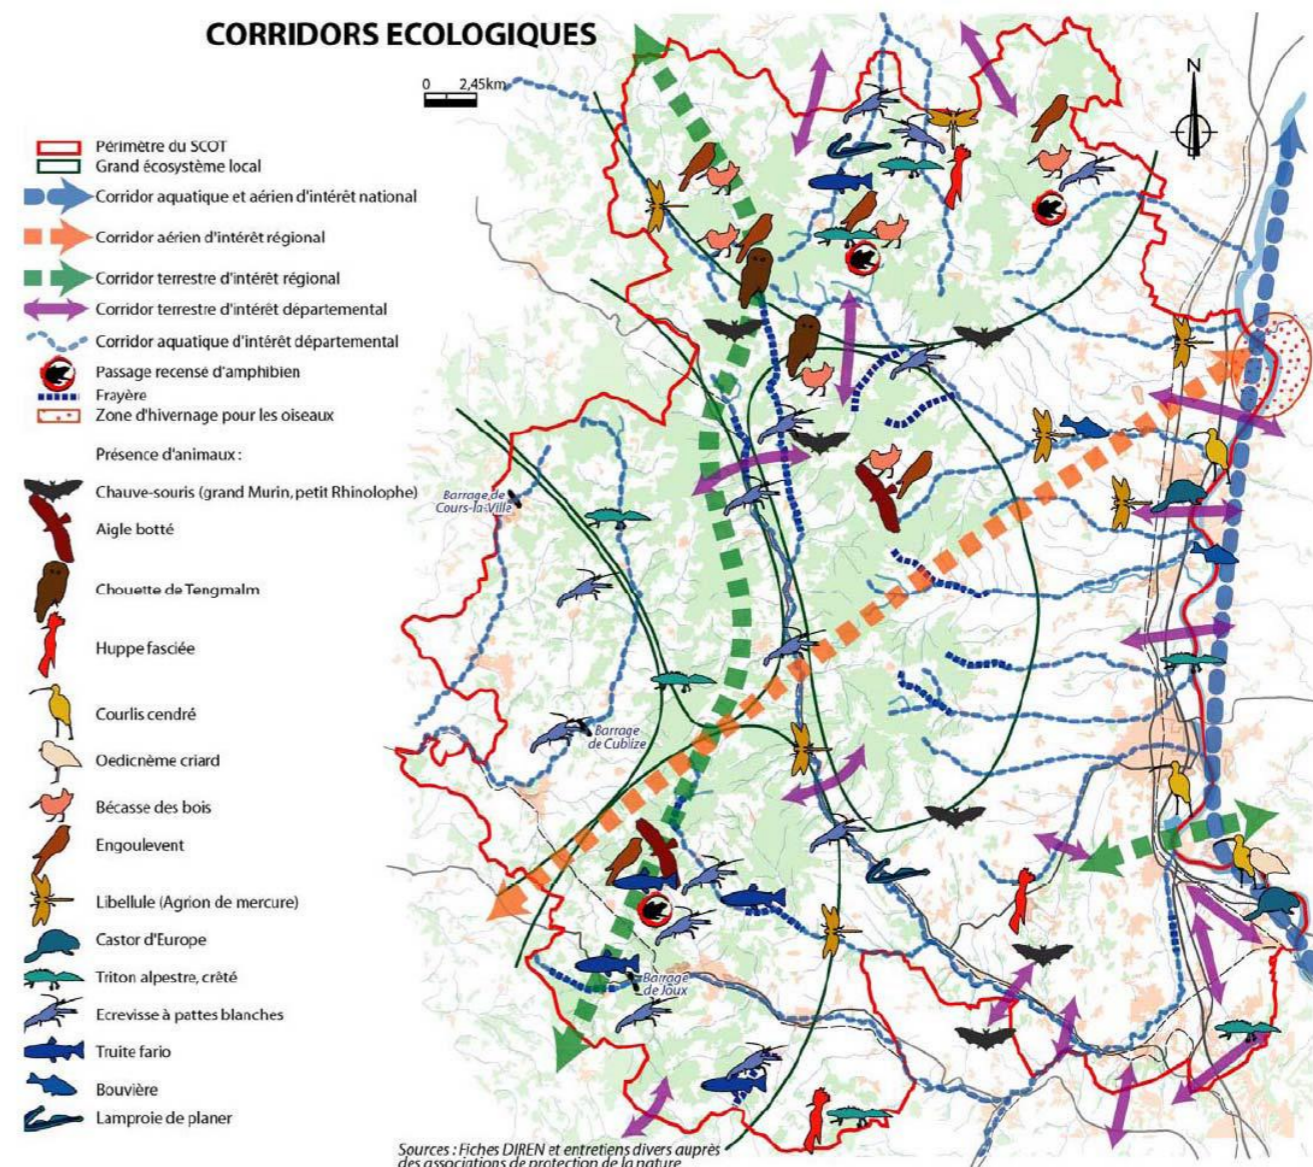 CORRIDORS ECOLOGIQUES
0 2,45km
N
Périmètre du SCOT
Grand écosystème local
Corridor aquatique et aérien d'intérêt national
Corridor aérien d'intérêt régional
Corridor terrestre d'intérêt régional
Corridor terrestre d'intérêt départemental
Corridor aquatique d'intérêt départemental
Passage recensé d'amphibien
Frayère
Zone d'hivernage pour les oiseaux
Présence d'animaux :
Chauve-souris (grand Murin, petit Rhinolophe)
Aigle botté
Chouette de Tengmalm
Huppe fasciée
Courlis cendré
Oedicnème criard
Bécasse des bois
Engoulevent
Libellule (Agrion de mercure)
Castor d'Europe
Triton alpestre, crêté
Ecrevisse à pattes blanches
Truite fario
Bouvière
Lamproie de planer
Barrage de
Cours-la-Ville
Barrage
de Cublize
Barrage
de Joux
Sources : Fiches DIREN et entretiens divers auprès
des associations de protection de la nature